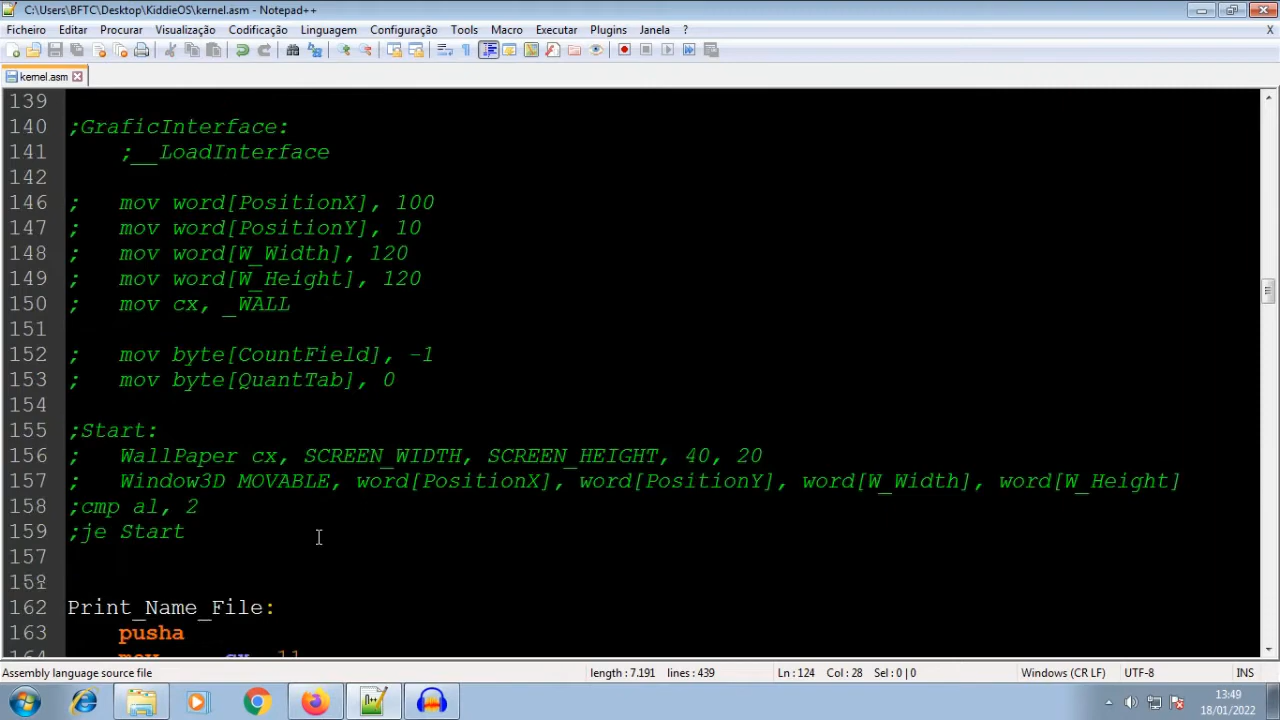 C:\Users\BFTC\Desktop\KiddieOS\kernel.asm - Notepad++
Ficheiro Editar Procurar Visualização Codificação Linguagem Configuração Tools Macro Executar Plugins Janela ? X
kernel.asm
139
140 ;GraficInterface:
141     ;__LoadInterface
142
146 ;   mov word[PositionX], 100
147 ;   mov word[PositionY], 10
148 ;   mov word[W_Width], 120
149 ;   mov word[W_Height], 120
150 ;   mov cx, _WALL
151
152 ;   mov byte[CountField], -1
153 ;   mov byte[QuantTab], 0
154
155 ;Start:
156 ;   WallPaper cx, SCREEN_WIDTH, SCREEN_HEIGHT, 40, 20
157 ;   Window3D MOVABLE, word[PositionX], word[PositionY], word[W_Width], word[W_Height]
158 ;cmp al, 2
159 ;je Start
157
162 Print_Name_File:
163     pusha
164     mov
Assembly language source file length : 7.191 lines : 439 Ln : 124 Col : 28 Sel : 0 | 0 Windows (CR LF) UTF-8 INS
13:49
18/01/2022